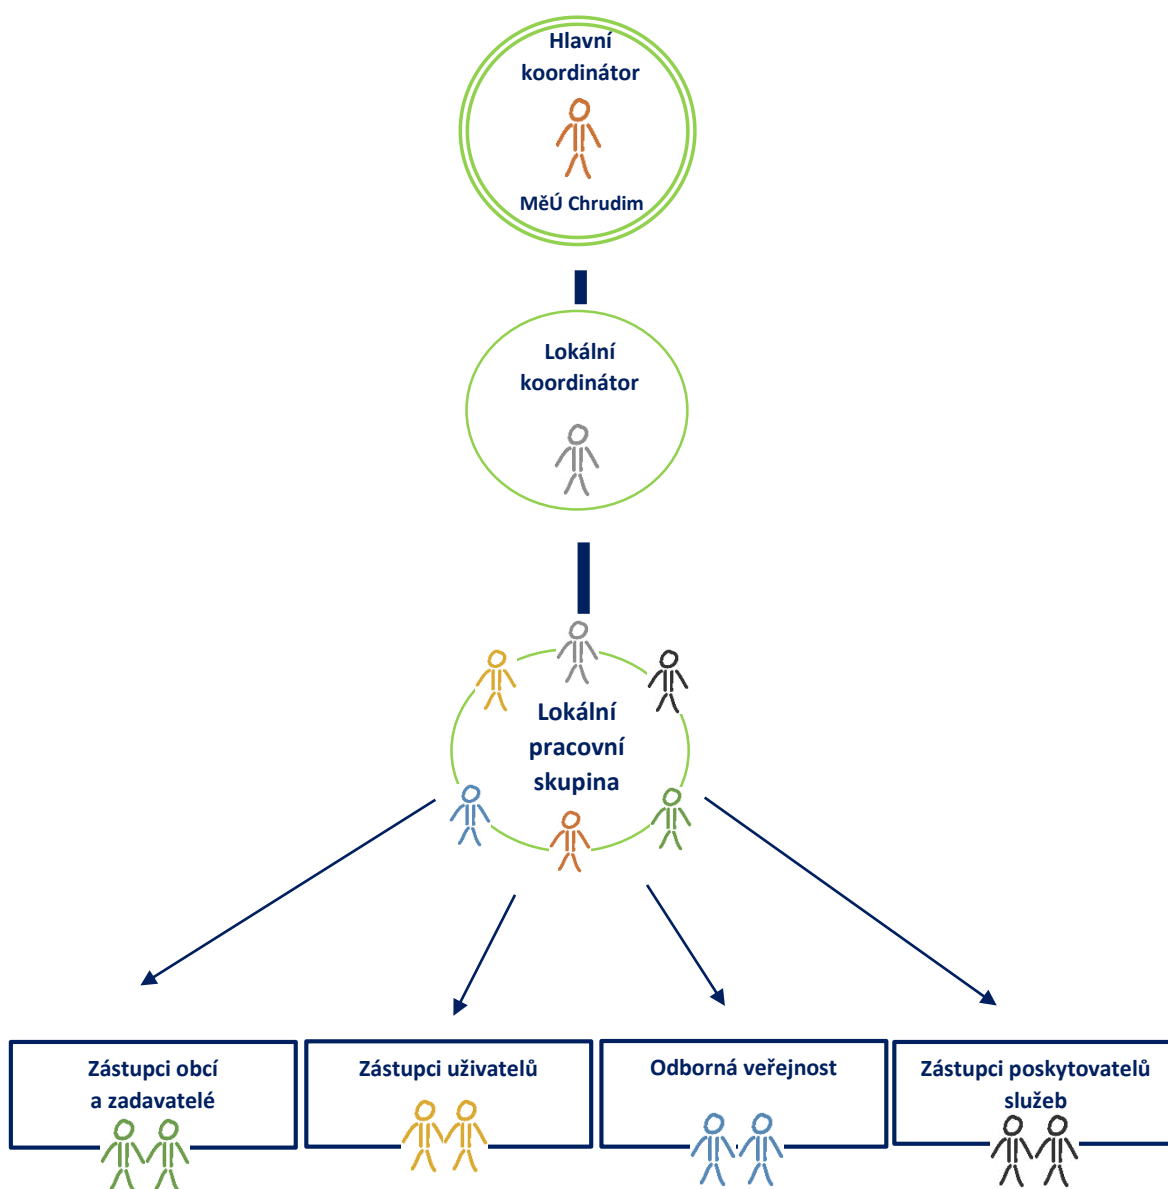 Hlavní
koordinátor
MěÚ Chrudim
Lokální
koordinátor
Lokální
pracovní
skupina
Zástupci obcí
a zadavatelé
Zástupci uživatelů
Odborná veřejnost
Zástupci poskytovatelů
služeb